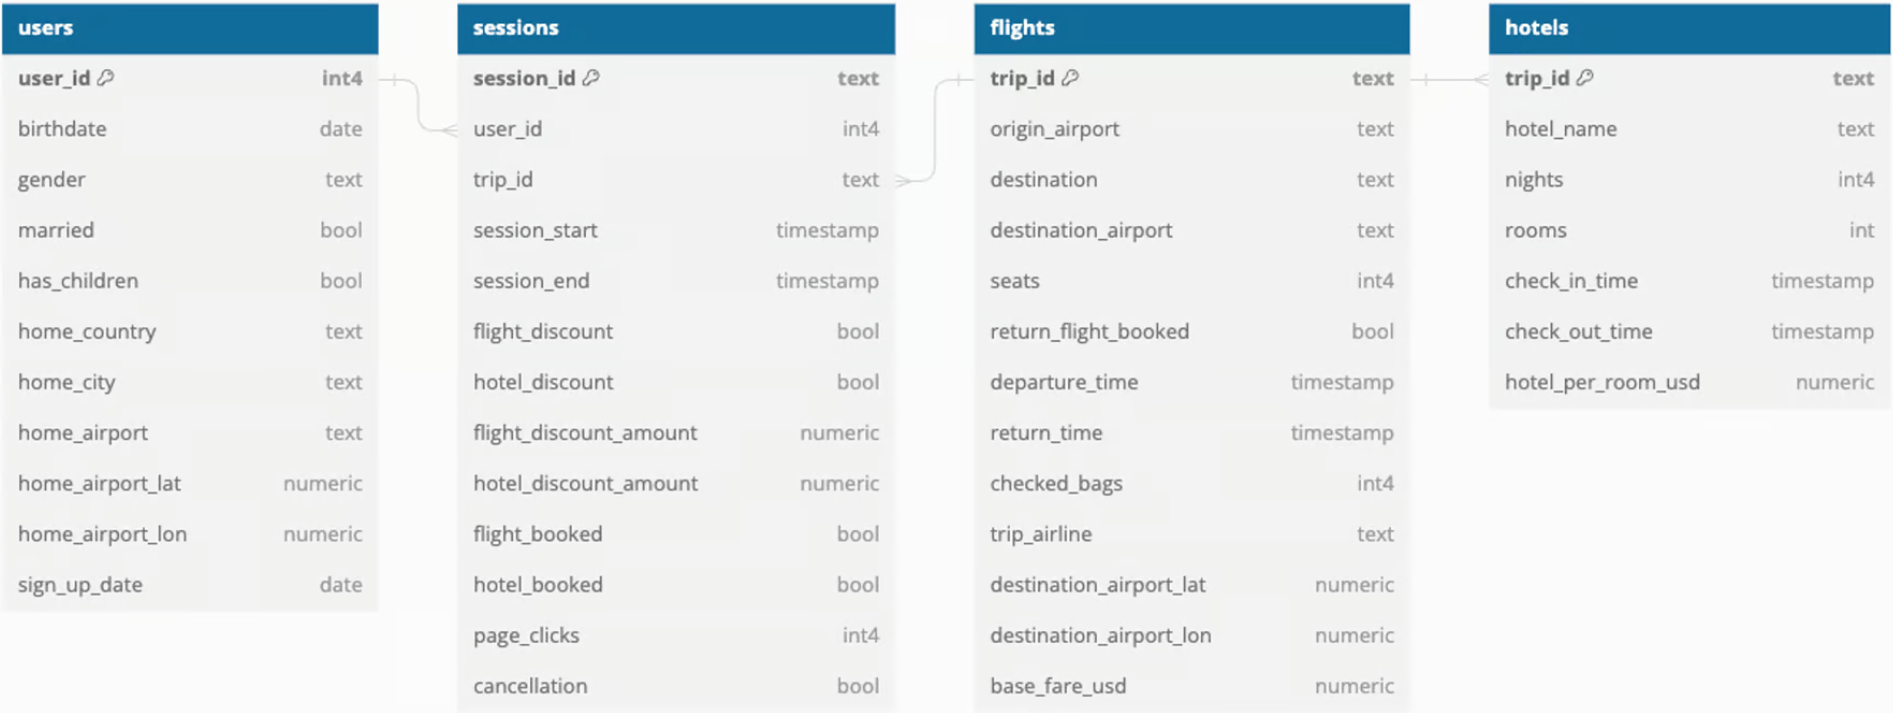 users
user_id int4
birthdate date
gender text
married bool
has_children bool
home_country text
home_city text
home_airport text
home_airport_lat numeric
home_airport_lon numeric
sign_up_date date
sessions
session_id text
user_id int4
trip_id text
session_start timestamp
session_end timestamp
flight_discount bool
hotel_discount bool
flight_discount_amount numeric
hotel_discount_amount numeric
flight_booked bool
hotel_booked bool
page_clicks int4
cancellation bool
flights
trip_id text
origin_airport text
destination text
destination_airport text
seats int4
return_flight_booked bool
departure_time timestamp
return_time timestamp
checked_bags int4
trip_airline text
destination_airport_lat numeric
destination_airport_lon numeric
base_fare_usd numeric
hotels
trip_id text
hotel_name text
nights int4
rooms int
check_in_time timestamp
check_out_time timestamp
hotel_per_room_usd numeric